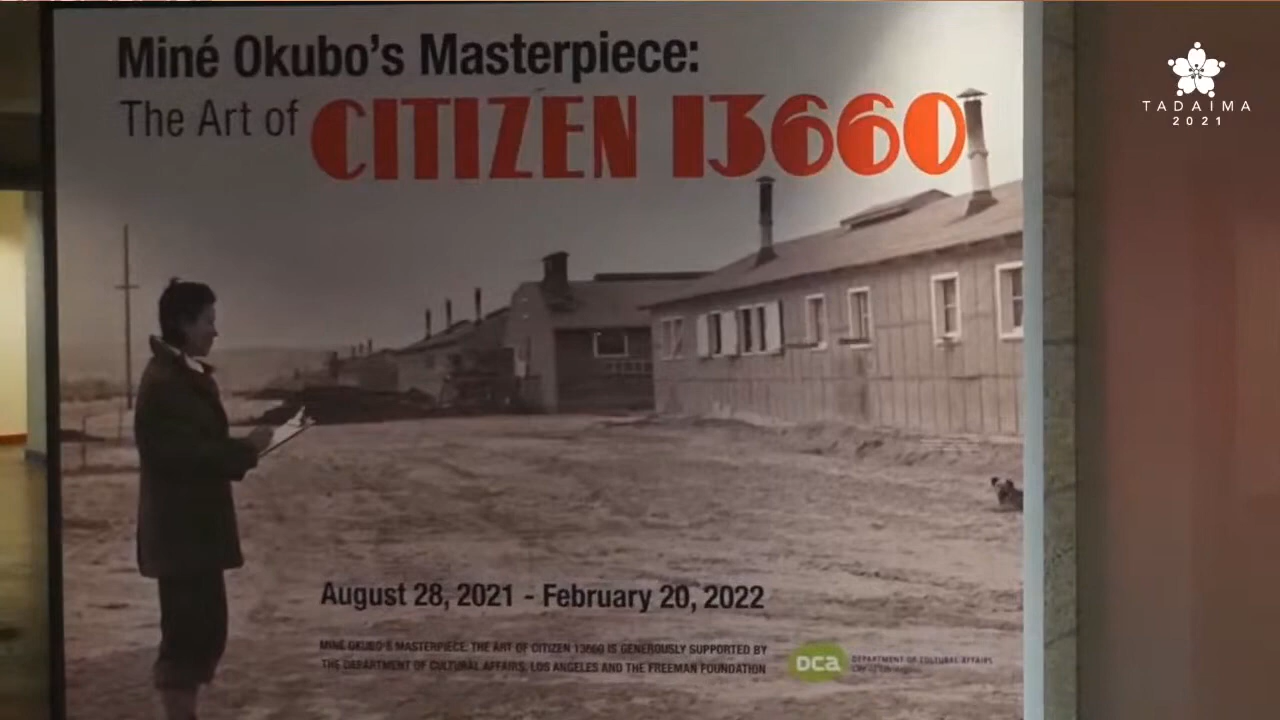 Miné Okubo's Masterpiece:
The Art of CITIZEN 13660
TADAIMA
2021
August 28, 2021 - February 20, 2022
MINÉ OKUBO'S MASTERPIECE: THE ART OF CITIZEN 13660 IS GENEROUSLY SUPPORTED BY
THE DEPARTMENT OF CULTURAL AFFAIRS, LOS ANGELES AND THE FREEMAN FOUNDATION
DCA
DEPARTMENT OF CULTURAL AFFAIRS